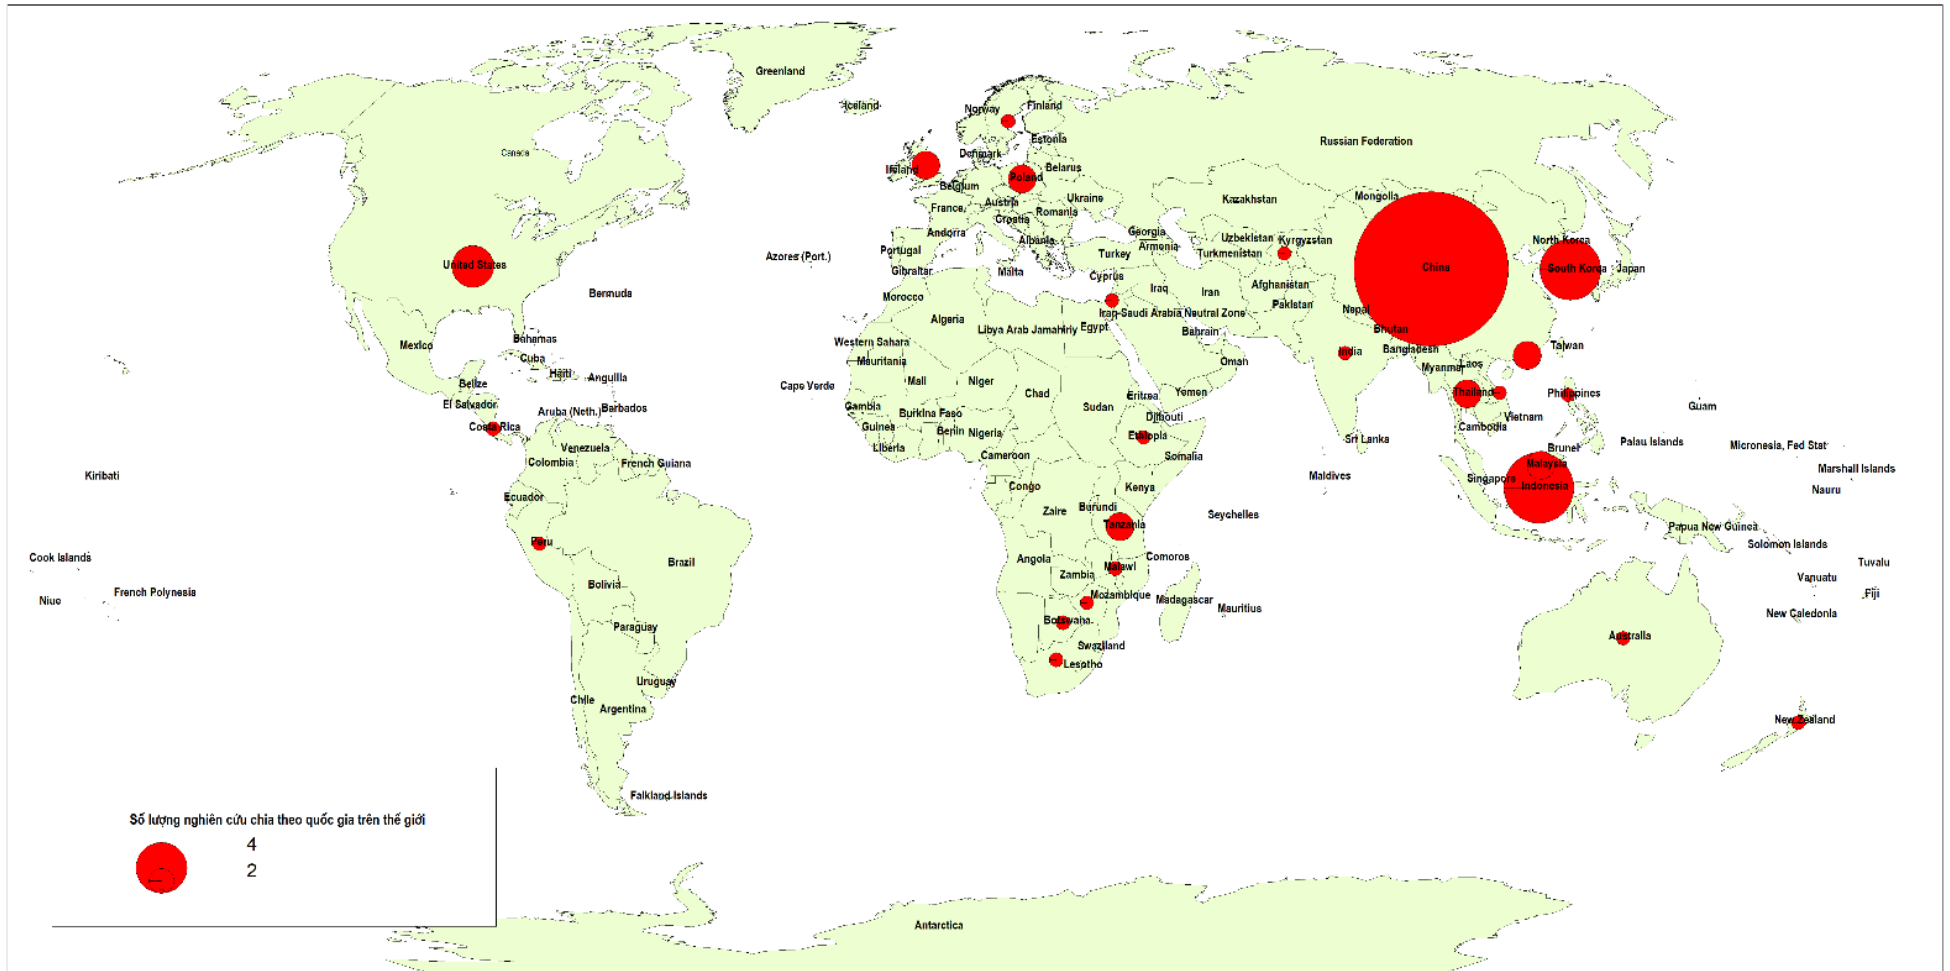 Greenland
Iceland
Norway
Finland
Russian Federation
Canada
Estonia
Denmark
Ireland
Belarus
Poland
Belgium
Mongolia
Ukraine
Kazakhstan
Austria
France,
Romania
Croatia
Andorra
Georgia
Uzbekistan
Kyrgyzstan
North Korea
Albania
Armenia
Portugal
Turkey
Turkmenistan
Azores (Port.)
United States
China
South Korea
Japan
Gibraltar
Malta
Cyprus
Afghanistan
Iraq
Iran
Bermuda
Morocco
Pakistan
Nepal
Iran-Saudi Arabia Neutral Zone
Algeria
Libya Arab Jamahiriy
Egypt
Bahrain
Bhutan
Bahamas
Mexico
Western Sahara
Taiwan
Bangladesh
India
Cuba
Mauritania
Oman
Laos
Myanmar
Haiti
Anguilla
Cape Verde
Mali
Niger
Belize
Chad
Eritrea
Yemen
Thailand
Philippines
El Salvador
Barbados
Aruba (Neth.)
Gambia
Burkina Faso
Sudan
Djibouti
Vietnam
Guam
Costa Rica
Guinea
Benin
Nigeria
Etaiopia
Cambodia
Sri Lanka
Palau Islands
Micronesia, Fed Stat
Venezuela
Liberia
Cameroon
Somalia
Brunei
Colombia
French Guiana
Malaysia
Marshall Islands
Kiribati
Maldives
Singapore
Indonesia
Nauru
Ecuador
Congo
Kenya
Zaire
Burundi
Seychelles
Tanzania
Papua New Guinea
Peru
Solomon Islands
Cook Islands
Brazil
Angola
Comoros
Tuvalu
Malawi
Zambia
Vanuatu
Bolivia
French Polynesia
Mozambique
Madagascar
Fiji
Niue
Mauritius
New Caledonia
Botswana
Paraguay
Australia
Swaziland
Lesotho
Uruguay
Chile
Argentina
New Zealand
Falkland Islands
Số lượng nghiên cứu chia theo quốc gia trên thế giới
4
2
Antarctica